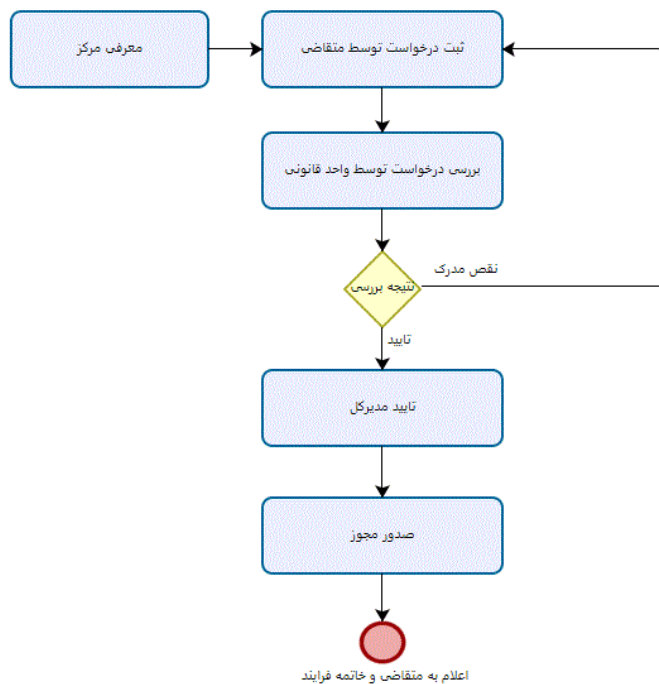 معرفی مرکز
ثبت درخواست توسط متقاضی
بررسی درخواست توسط واحد قانونی
نتیجه بررسی
نقص مدرک
تایید
تایید مدیرکل
صدور مجوز
اعلام به متقاضی و خاتمه فرایند